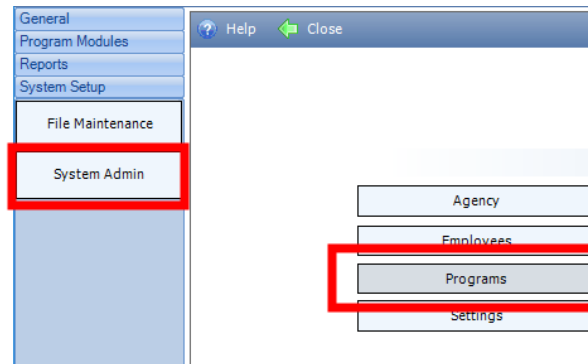 General
Program Modules
Reports
System Setup
File Maintenance
System Admin
Help Close
Agency
Employees
Programs
Settings